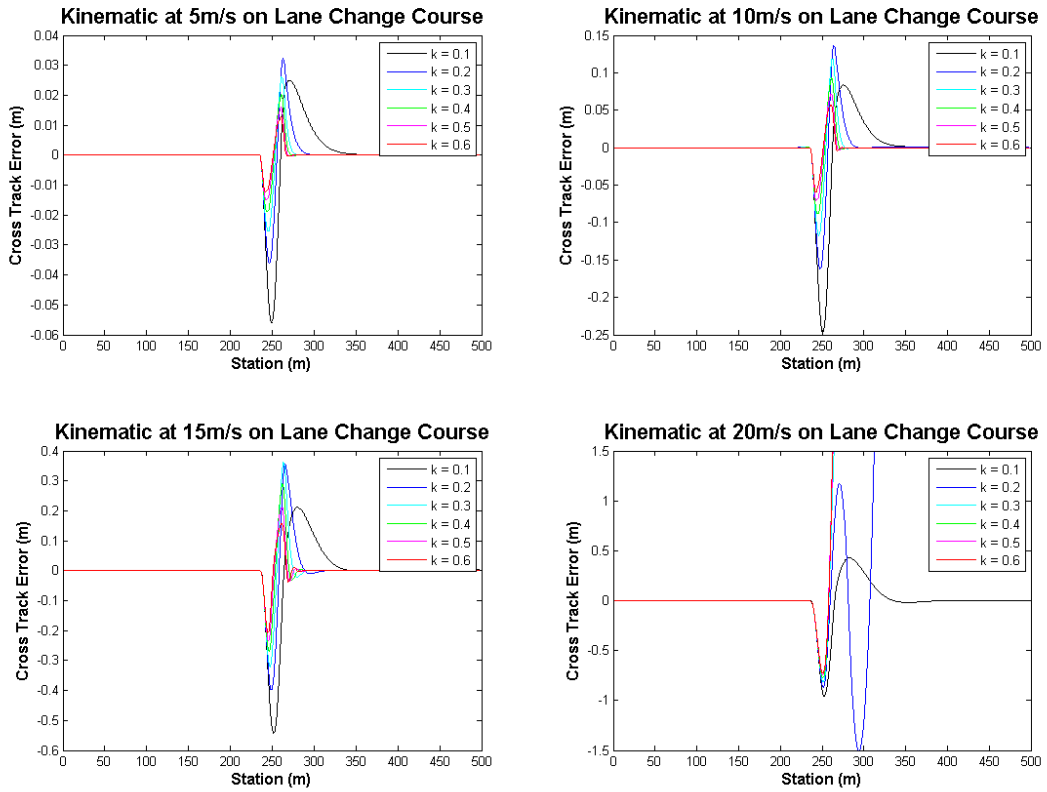 Kinematic at 5m/s on Lane Change Course
Cross Track Error (m)
0.04
0.03
0.02
0.01
0
-0.01
-0.02
-0.03
-0.04
-0.05
-0.06
k = 0.1
k = 0.2
k = 0.3
k = 0.4
k = 0.5
k = 0.6
0 50 100 150 200 250 300 350 400 450 500
Station (m)
Kinematic at 10m/s on Lane Change Course
Cross Track Error (m)
0.15
0.1
0.05
0
-0.05
-0.1
-0.15
-0.2
-0.25
k = 0.1
k = 0.2
k = 0.3
k = 0.4
k = 0.5
k = 0.6
0 50 100 150 200 250 300 350 400 450 500
Station (m)
Kinematic at 15m/s on Lane Change Course
Cross Track Error (m)
0.4
0.3
0.2
0.1
0
-0.1
-0.2
-0.3
-0.4
-0.5
-0.6
k = 0.1
k = 0.2
k = 0.3
k = 0.4
k = 0.5
k = 0.6
0 50 100 150 200 250 300 350 400 450 500
Station (m)
Kinematic at 20m/s on Lane Change Course
Cross Track Error (m)
1.5
1
0.5
0
-0.5
-1
-1.5
k = 0.1
k = 0.2
k = 0.3
k = 0.4
k = 0.5
k = 0.6
0 50 100 150 200 250 300 350 400 450 500
Station (m)